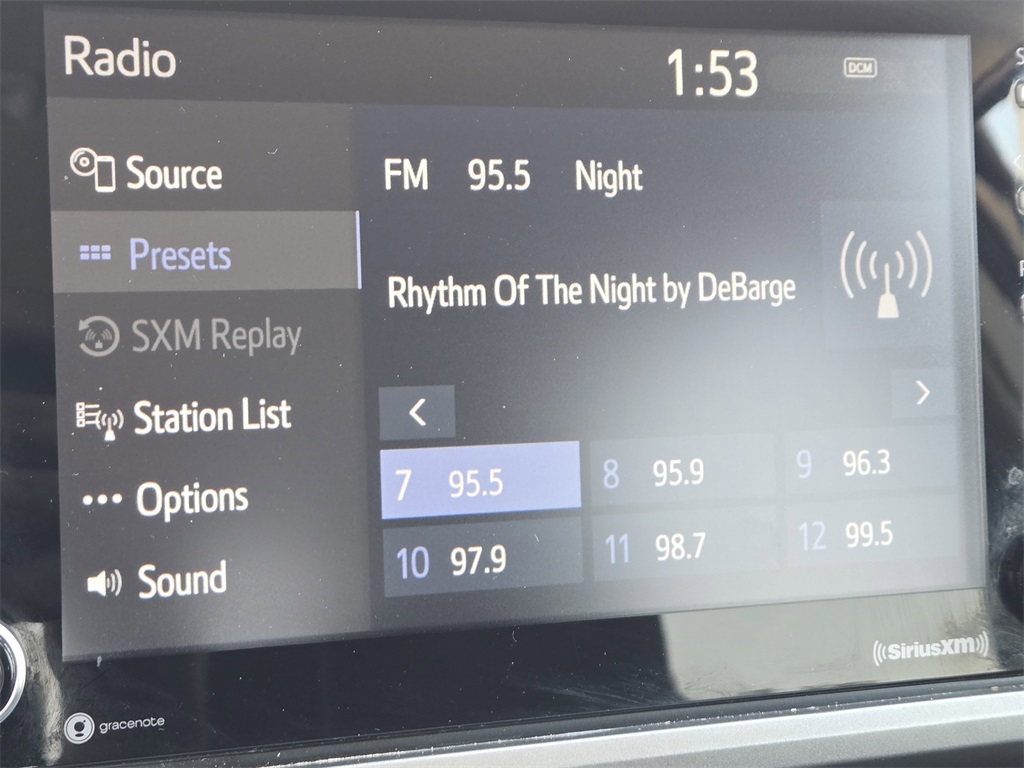 Radio 1:53 DCM
Source
Presets
SXM Replay
Station List
Options
Sound
FM 95.5 Night
Rhythm Of The Night by DeBarge
7 95.5 8 95.9 9 96.3
10 97.9 11 98.7 12 99.5
SiriusXM
gracenote